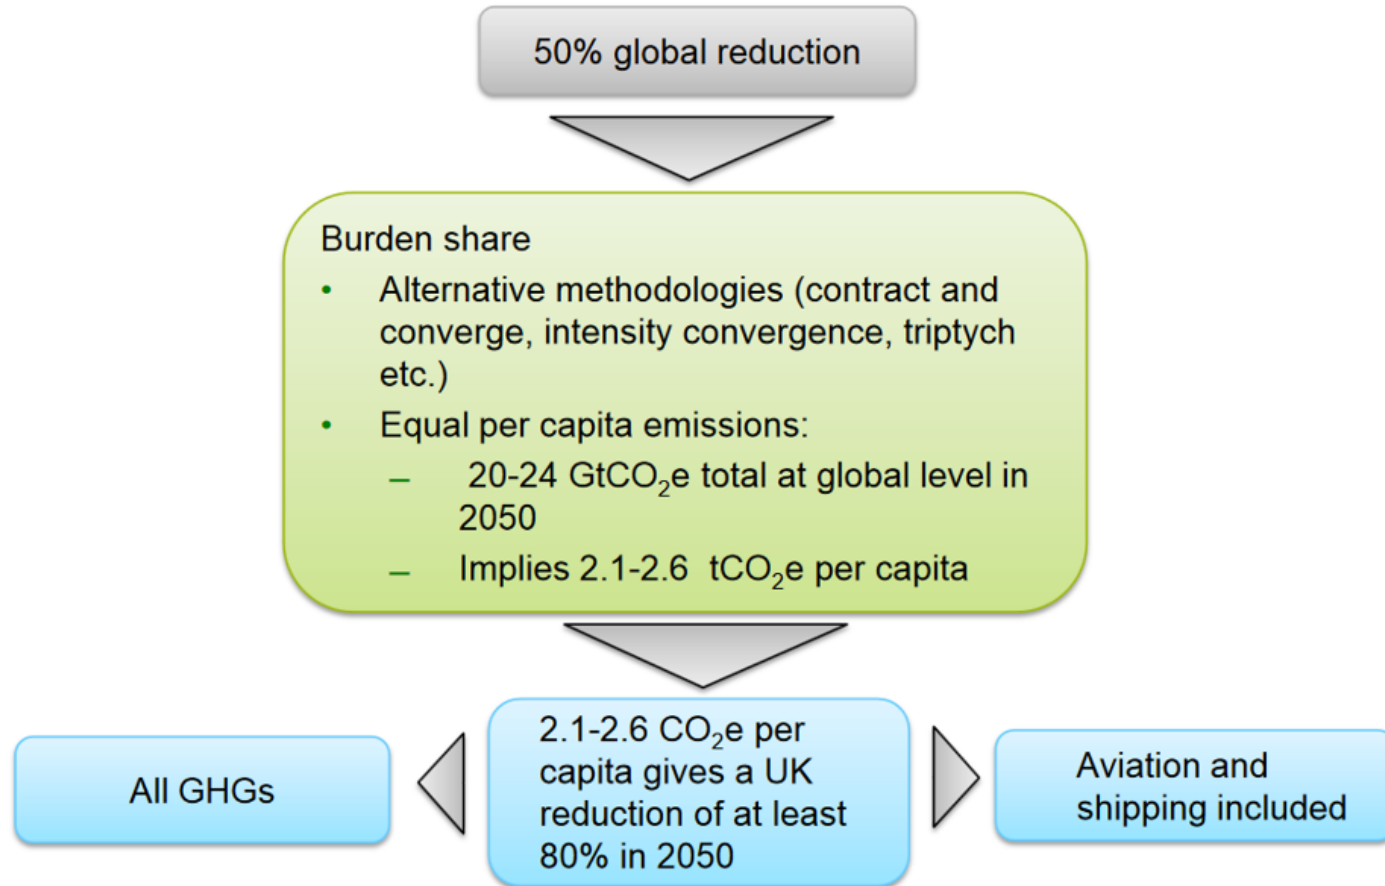 50% global reduction
Burden share
• Alternative methodologies (contract and
converge, intensity convergence, triptych
etc.)
• Equal per capita emissions:
– 20-24 GtCO₂e total at global level in
2050
– Implies 2.1-2.6 tCO₂e per capita
All GHGs
2.1-2.6 CO₂e per
capita gives a UK
reduction of at least
80% in 2050
Aviation and
shipping included